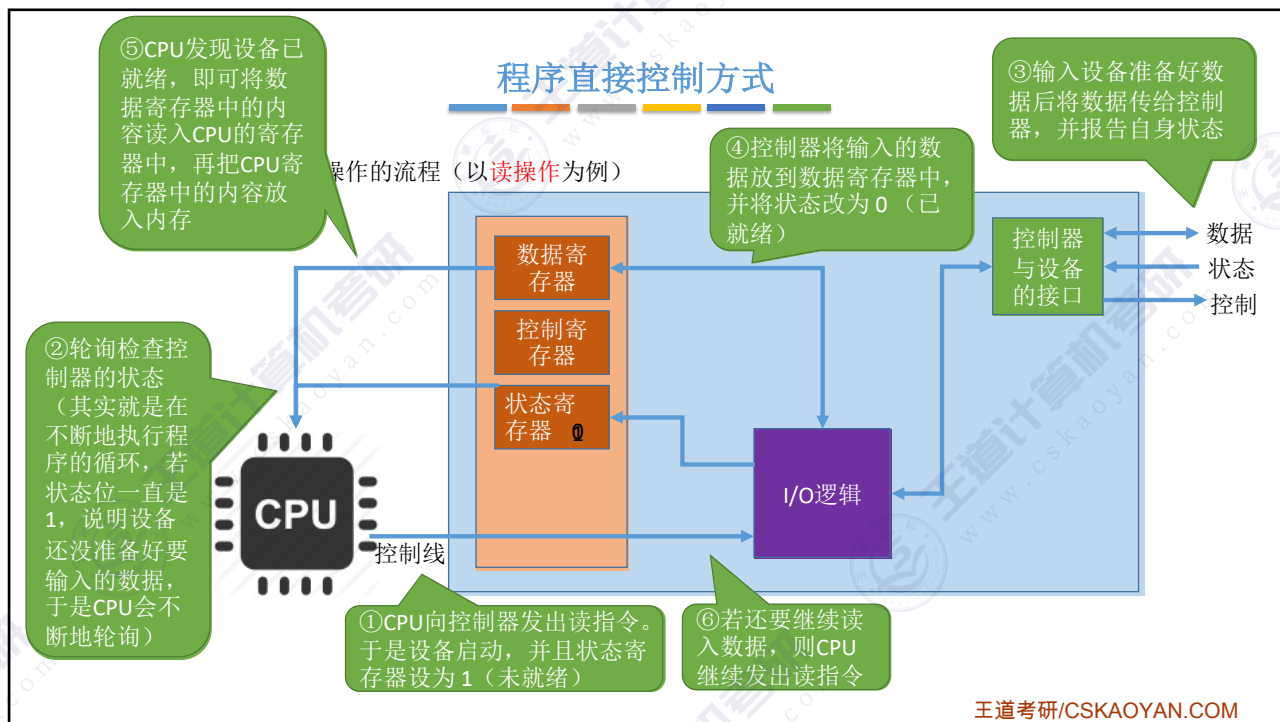 程序直接控制方式
操作的流程（以读操作为例）
⑤CPU发现设备已
就绪，即可将数
据寄存器中的内
容读入CPU的寄存
器中，再把CPU寄
存器中的内容放
入内存
③输入设备准备好数
据后将数据传给控制
器，并报告自身状态
④控制器将输入的数
据放到数据寄存器中，
并将状态改为 0 （已
就绪）
数据寄
存器
控制寄
存器
状态寄
存器
控制器
与设备
的接口
数据
状态
控制
②轮询检查控
制器的状态
（其实就是在
不断地执行程
序的循环，若
状态位一直是
1，说明设备
还没准备好要
输入的数据，
于是CPU会不
断地轮询）
CPU
I/O逻辑
控制线
①CPU向控制器发出读指令。
于是设备启动，并且状态寄
存器设为 1（未就绪）
⑥若还要继续读
入数据，则CPU
继续发出读指令
王道考研/CSKAOYAN.COM
王道计算机考研
www.cskaoyan.com